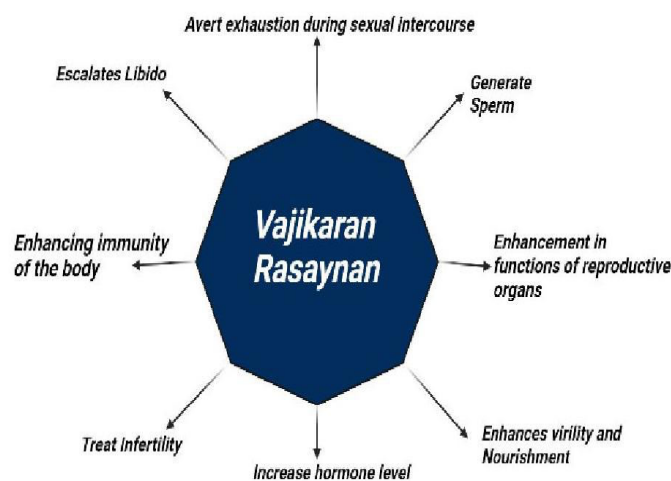 Avert exhaustion during sexual intercourse
Escalates Libido
Generate
Sperm
Vajikaran
Rasaynan
Enhancing immunity
of the body
Enhancement in
functions of reproductive
organs
Treat Infertility
Increase hormone level
Enhances virility and
Nourishment